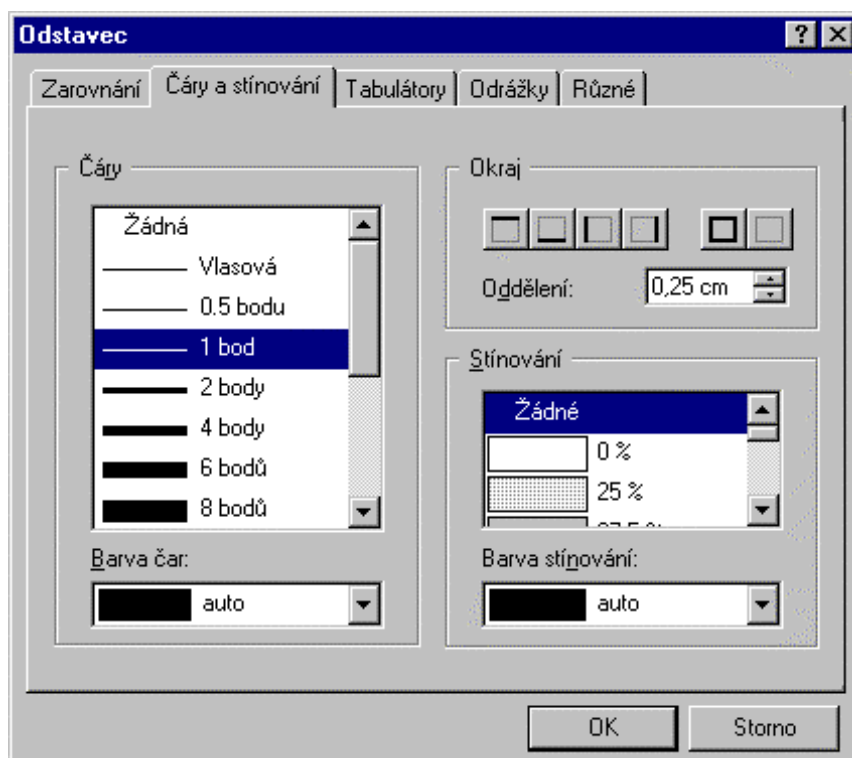 Odstavec
Zarovnání Čáry a stínování Tabulátory Odrážky Různé
Čáry
Žádná
Vlasová
0.5 bodu
1 bod
2 body
4 body
6 bodů
8 bodů
Barva čar:
auto
Okraj
Oddělení: 0,25 cm
Stínování
Žádné
0 %
25 %
Barva stínování:
auto
OK Storno